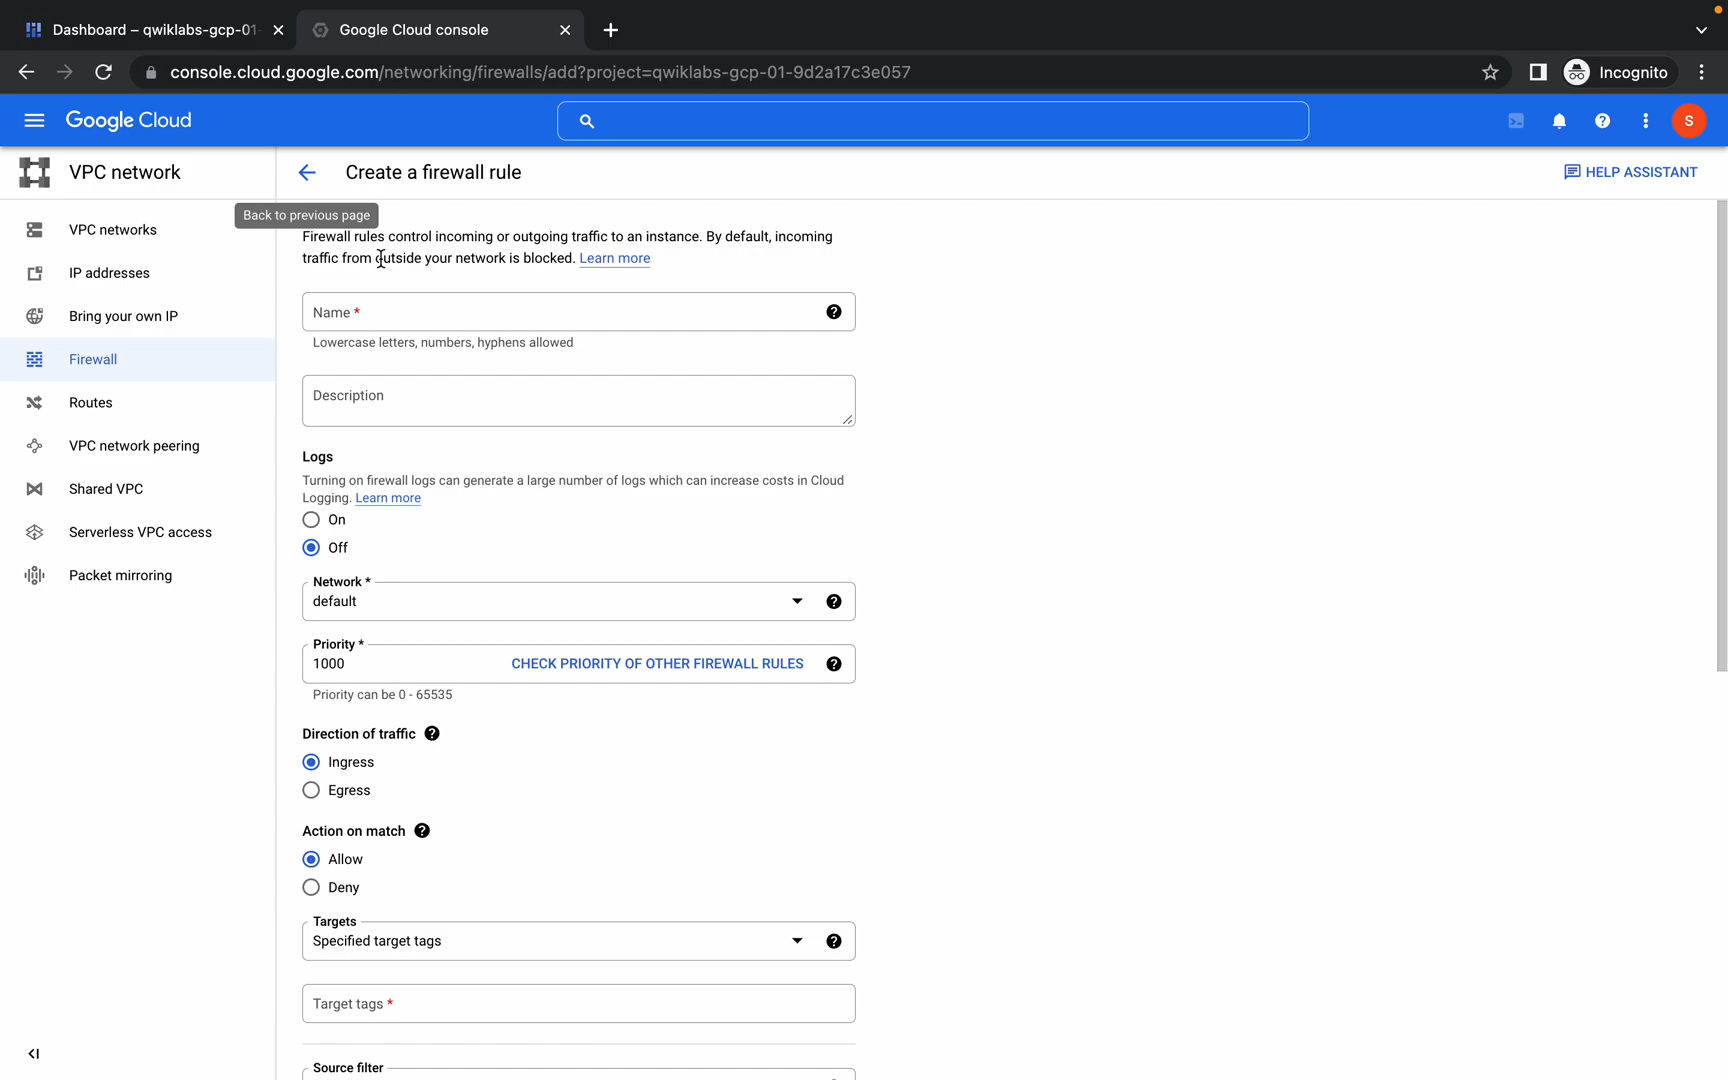 Dashboard – qwiklabs-gcp-01-
Google Cloud console
console.cloud.google.com/networking/firewalls/add?project=qwiklabs-gcp-01-9d2a17c3e057
Incognito
Google Cloud
S
VPC network
Create a firewall rule
HELP ASSISTANT
Back to previous page
VPC networks
IP addresses
Bring your own IP
Firewall
Routes
VPC network peering
Shared VPC
Serverless VPC access
Packet mirroring
Firewall rules control incoming or outgoing traffic to an instance. By default, incoming
traffic from outside your network is blocked. Learn more
Name *
Lowercase letters, numbers, hyphens allowed
Description
Logs
Turning on firewall logs can generate a large number of logs which can increase costs in Cloud
Logging. Learn more
On
Off
Network *
default
Priority *
1000 CHECK PRIORITY OF OTHER FIREWALL RULES
Priority can be 0 - 65535
Direction of traffic
Ingress
Egress
Action on match
Allow
Deny
Targets
Specified target tags
Target tags *
Source filter